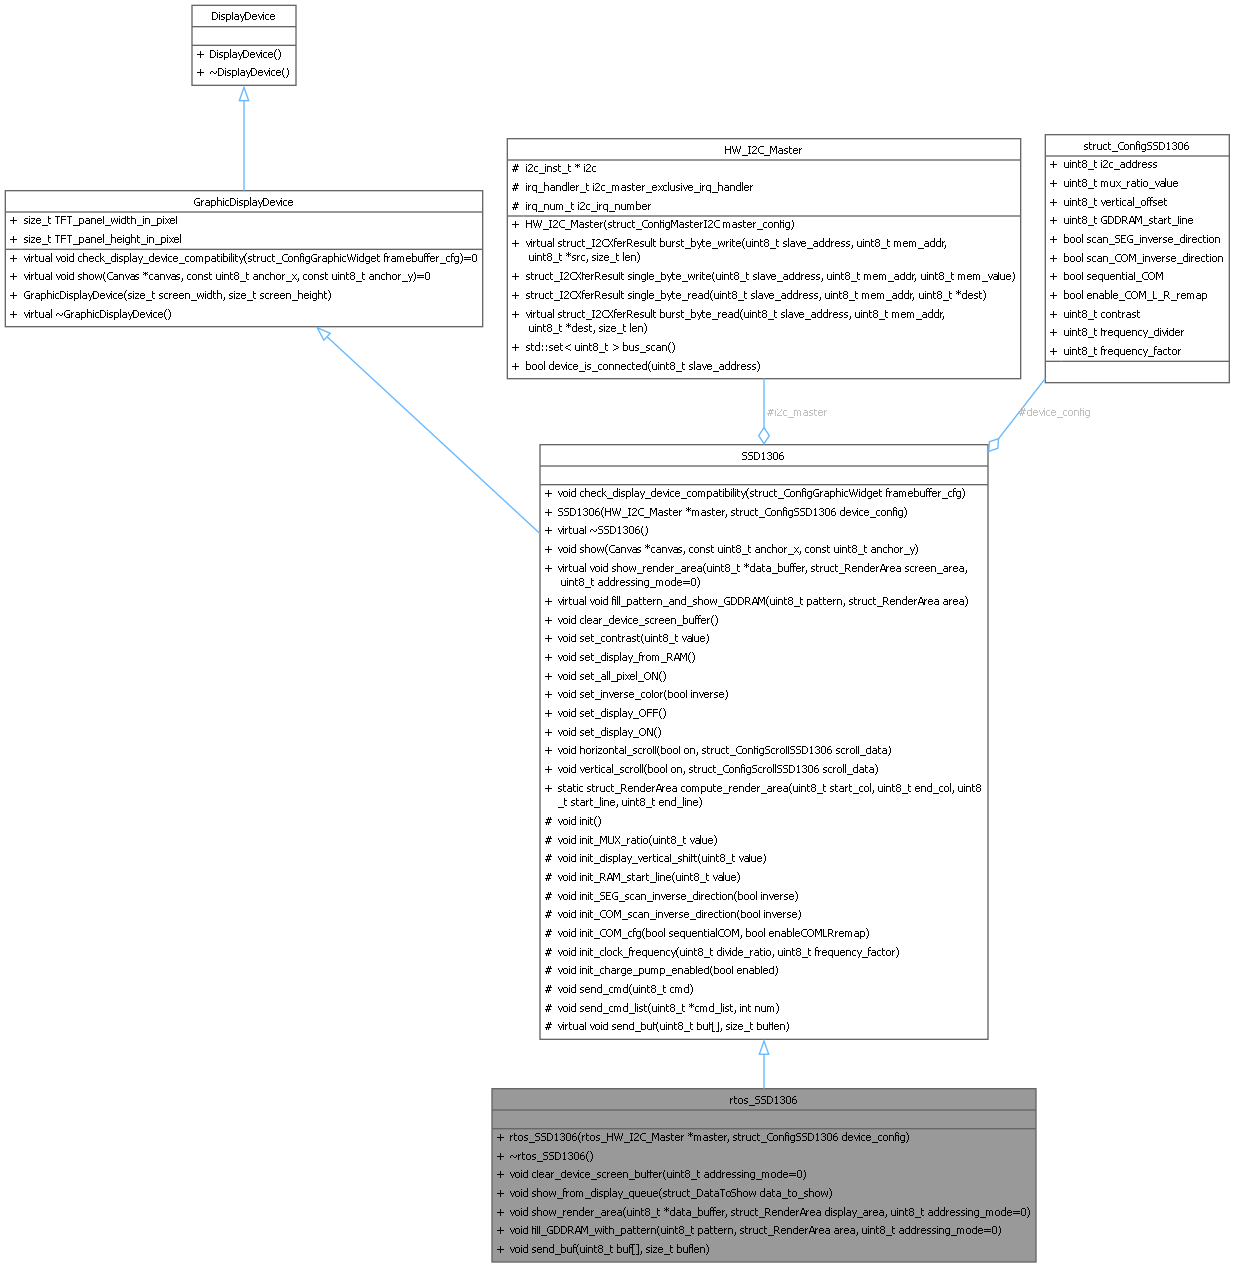 DisplayDevice
+ DisplayDevice()
+ ~DisplayDevice()
GraphicDisplayDevice
+ size_t TFT_panel_width_in_pixel
+ size_t TFT_panel_height_in_pixel
+ virtual void check_display_device_compatibility(struct_ConfigGraphicWidget framebuffer_cfg)=0
+ virtual void show(Canvas *canvas, const uint8_t anchor_x, const uint8_t anchor_y)=0
+ GraphicDisplayDevice(size_t screen_width, size_t screen_height)
+ virtual ~GraphicDisplayDevice()
HW_I2C_Master
# i2c_inst_t * i2c
# irq_handler_t i2c_master_exclusive_irq_handler
# irq_num_t i2c_irq_number
+ HW_I2C_Master(struct_ConfigMasterI2C master_config)
+ virtual struct_I2CXferResult burst_byte_write(uint8_t slave_address, uint8_t mem_addr,
uint8_t *src, size_t len)
+ struct_I2CXferResult single_byte_write(uint8_t slave_address, uint8_t mem_addr, uint8_t mem_value)
+ struct_I2CXferResult single_byte_read(uint8_t slave_address, uint8_t mem_addr, uint8_t *dest)
+ virtual struct_I2CXferResult burst_byte_read(uint8_t slave_address, uint8_t mem_addr,
uint8_t *dest, size_t len)
+ std::set< uint8_t > bus_scan()
+ bool device_is_connected(uint8_t slave_address)
struct_ConfigSSD1306
+ uint8_t i2c_address
+ uint8_t mux_ratio_value
+ uint8_t vertical_offset
+ uint8_t GDDRAM_start_line
+ bool scan_SEG_inverse_direction
+ bool scan_COM_inverse_direction
+ bool sequential_COM
+ bool enable_COM_L_R_remap
+ uint8_t contrast
+ uint8_t frequency_divider
+ uint8_t frequency_factor
#i2c_master
#device_config
SSD1306
+ void check_display_device_compatibility(struct_ConfigGraphicWidget framebuffer_cfg)
+ SSD1306(HW_I2C_Master *master, struct_ConfigSSD1306 device_config)
+ virtual ~SSD1306()
+ void show(Canvas *canvas, const uint8_t anchor_x, const uint8_t anchor_y)
+ virtual void show_render_area(uint8_t *data_buffer, struct_RenderArea screen_area,
uint8_t addressing_mode=0)
+ virtual void fill_pattern_and_show_GDDRAM(uint8_t pattern, struct_RenderArea area)
+ void clear_device_screen_buffer()
+ void set_contrast(uint8_t value)
+ void set_display_from_RAM()
+ void set_all_pixel_ON()
+ void set_inverse_color(bool inverse)
+ void set_display_OFF()
+ void set_display_ON()
+ void horizontal_scroll(bool on, struct_ConfigScrollSSD1306 scroll_data)
+ void vertical_scroll(bool on, struct_ConfigScrollSSD1306 scroll_data)
+ static struct_RenderArea compute_render_area(uint8_t start_col, uint8_t end_col, uint8
_t start_line, uint8_t end_line)
# void init()
# void init_MUX_ratio(uint8_t value)
# void init_display_vertical_shift(uint8_t value)
# void init_RAM_start_line(uint8_t value)
# void init_SEG_scan_inverse_direction(bool inverse)
# void init_COM_scan_inverse_direction(bool inverse)
# void init_COM_cfg(bool sequentialCOM, bool enableCOMLRremap)
# void init_clock_frequency(uint8_t divide_ratio, uint8_t frequency_factor)
# void init_charge_pump_enabled(bool enabled)
# void send_cmd(uint8_t cmd)
# void send_cmd_list(uint8_t *cmd_list, int num)
# virtual void send_buf(uint8_t buf[], size_t buflen)
rtos_SSD1306
+ rtos_SSD1306(rtos_HW_I2C_Master *master, struct_ConfigSSD1306 device_config)
+ ~rtos_SSD1306()
+ void clear_device_screen_buffer(uint8_t addressing_mode=0)
+ void show_from_display_queue(struct_DataToShow data_to_show)
+ void show_render_area(uint8_t *data_buffer, struct_RenderArea display_area, uint8_t addressing_mode=0)
+ void fill_GDDRAM_with_pattern(uint8_t pattern, struct_RenderArea area, uint8_t addressing_mode=0)
+ void send_buf(uint8_t buf[], size_t buflen)